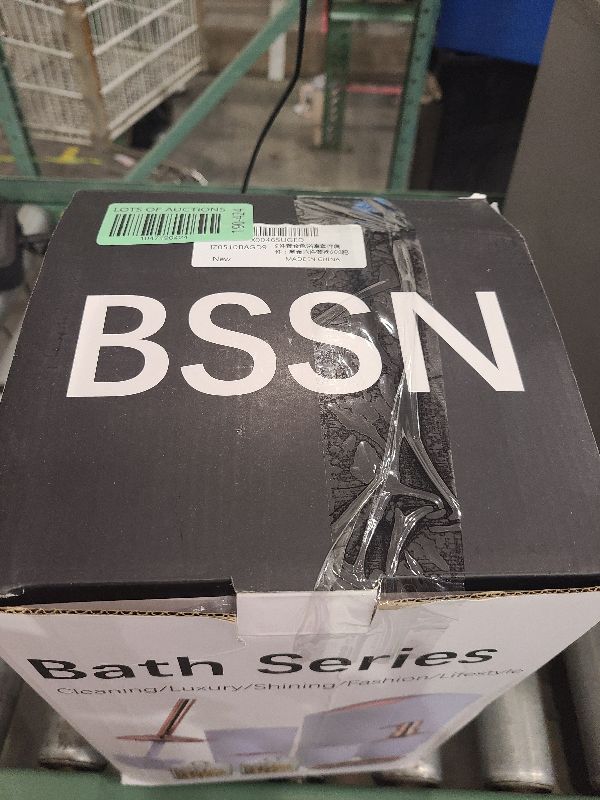 LOTS OF AUCTIONS
New
MADE IN CHINA
BSSN
Bath Series
Cleaning/Luxury/Shining/Fashion/Lifestyle